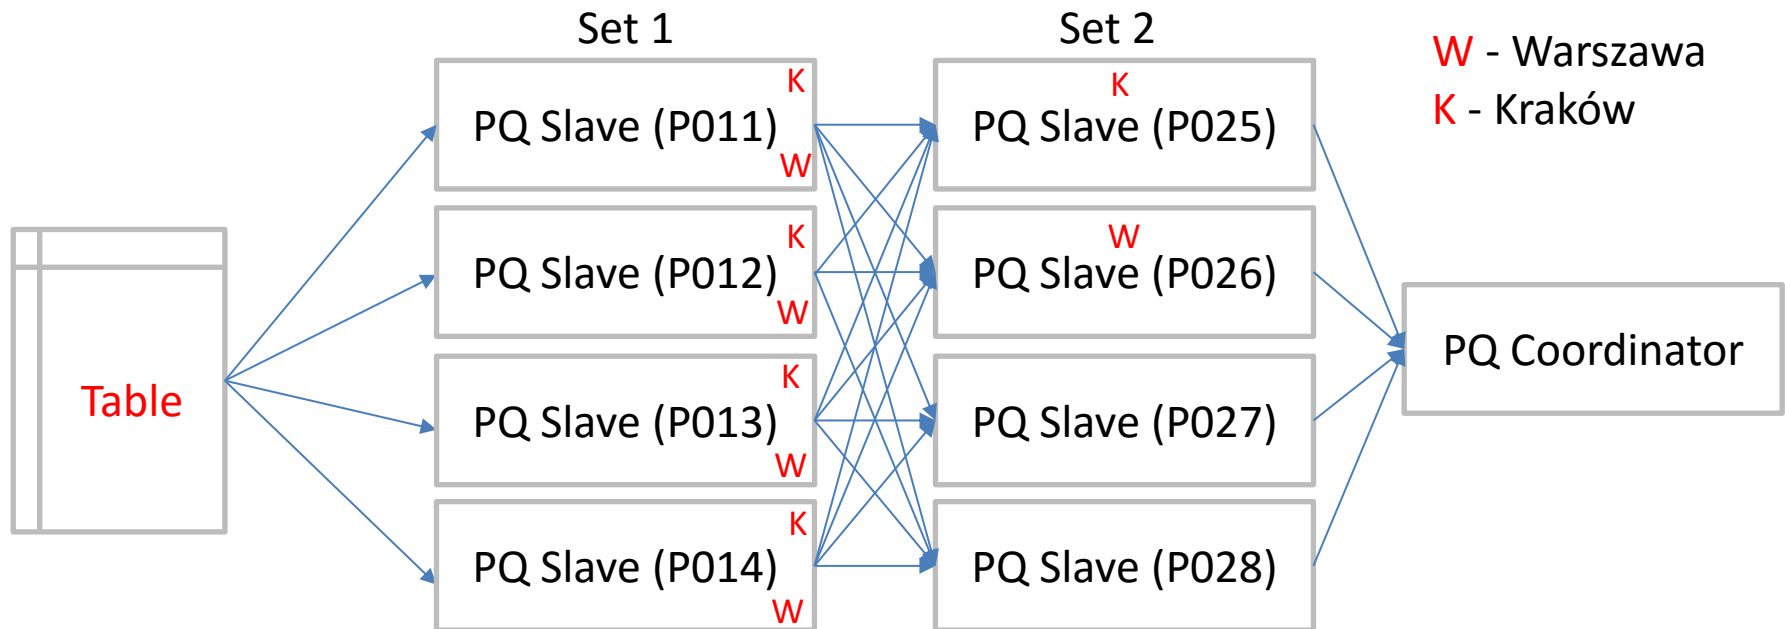 Set 1
Set 2
W - Warszawa
K - Kraków
K
PQ Slave (P011)
W
K
PQ Slave (P025)
K
PQ Slave (P012)
W
W
PQ Slave (P026)
Table
K
PQ Slave (P013)
W
PQ Slave (P027)
PQ Coordinator
K
PQ Slave (P014)
W
PQ Slave (P028)